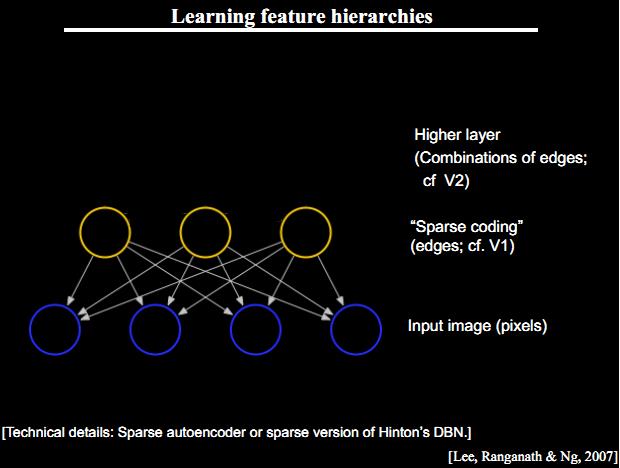 Learning feature hierarchies
Higher layer
(Combinations of edges;
cf V2)
“Sparse coding”
(edges; cf. V1)
Input image (pixels)
[Technical details: Sparse autoencoder or sparse version of Hinton’s DBN.]
[Lee, Ranganath & Ng, 2007]